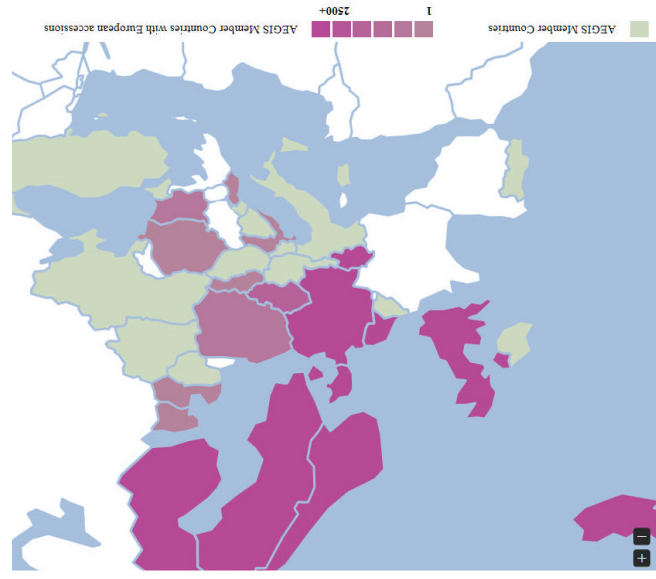 AEGIS Member Countries
1 2500+ AEGIS Member Countries with European accessions
+
−